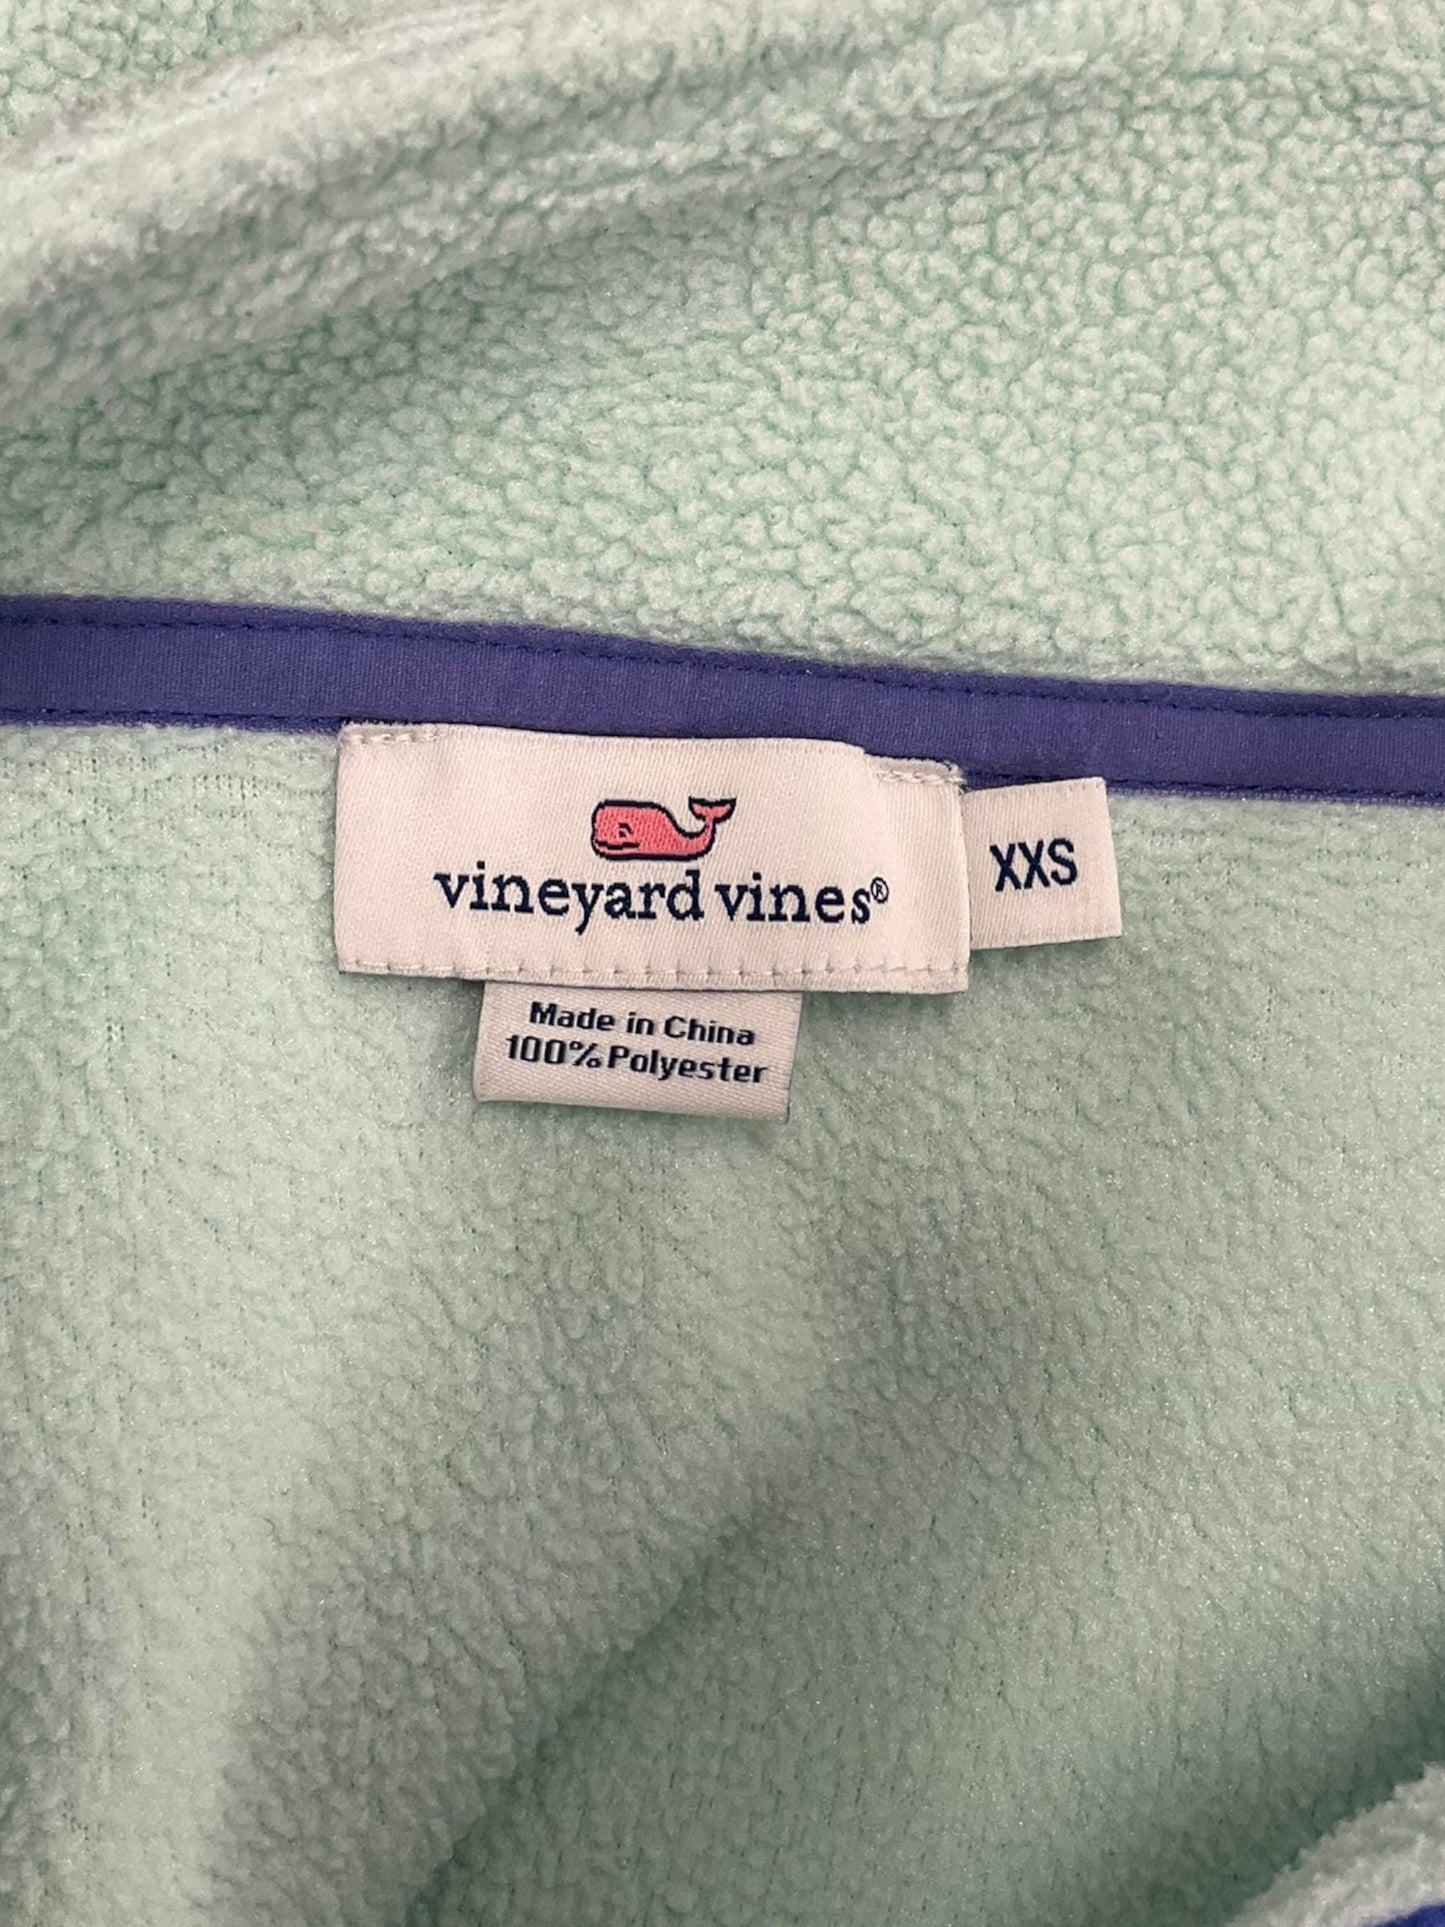 vineyard vines®
XXS
Made in China
100% Polyester